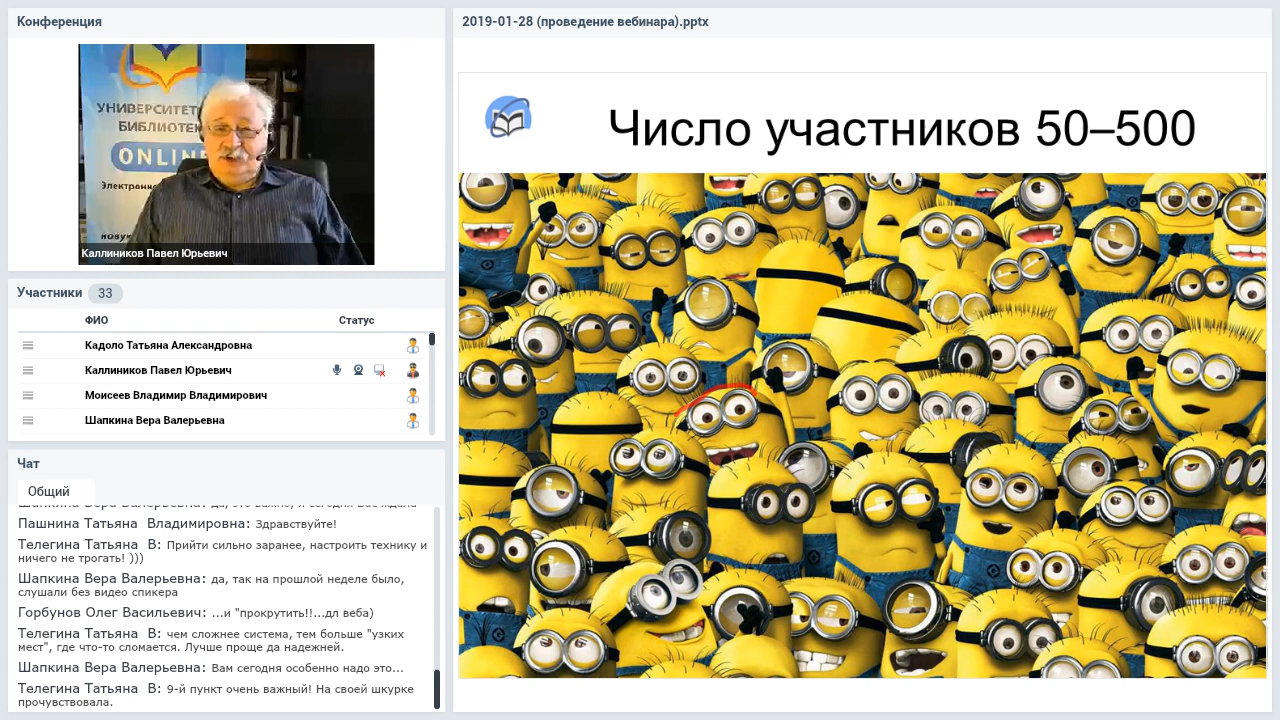 Конференция
УНИВЕРСИТЕТ
БИБЛИОТЕ
ONLINE
Каллиников Павел Юрьевич
Участники 33
ФИО Статус
Кадоло Татьяна Александровна
Каллиников Павел Юрьевич
Моисеев Владимир Владимирович
Шапкина Вера Валерьевна
Чат
Общий
Пашнина Татьяна Владимировна: Здравствуйте!
Телегина Татьяна В: Прийти сильно заранее, настроить технику и
ничего не трогать! )))
Шапкина Вера Валерьевна: да, так на прошлой неделе было,
слушали без видео спикера
Горбунов Олег Васильевич: ...и "прокрутить!!...дл веба)
Телегина Татьяна В: чем сложнее система, тем больше "узких
мест", где что-то сломается. Лучше проще да надежней.
Шапкина Вера Валерьевна: Вам сегодня особенно надо это...
Телегина Татьяна В: 9-й пункт очень важный! На своей шкурке
прочувствовала.
2019-01-28 (проведение вебинара).pptx
Число участников 50–500